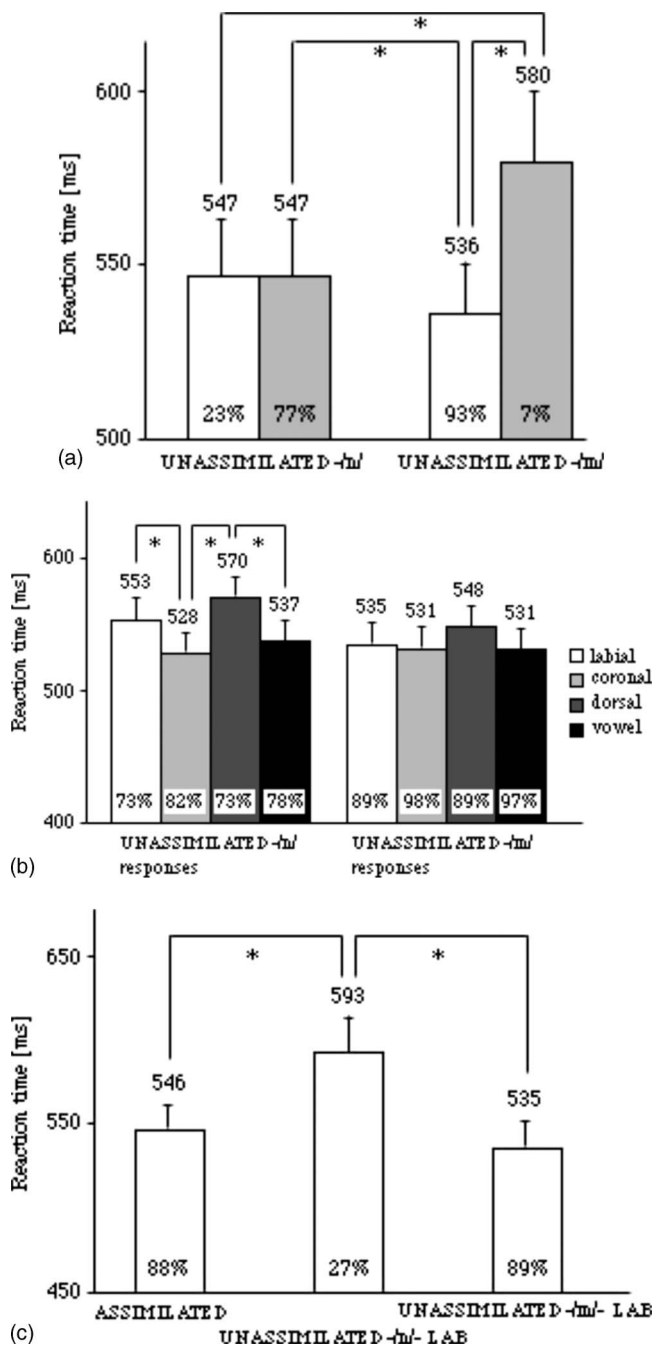 *
*
*
580
600
547
547
536
550
Reaction time [ms]
23%
77%
93%
7%
500
UNASSIMILATED-/m/
UNASSIMILATED-/m/
(a)
*
*
*
600
553
528
570
537
535
531
548
531
Reaction time [ms]
500
labial
coronal
dorsal
vowel
73%
82%
73%
78%
89%
98%
89%
97%
400
UNASSIMILATED-/n/
responses
UNASSIMILATED-/m/
responses
(b)
650
*
*
593
546
535
550
Reaction time [ms]
88%
27%
89%
450
ASSIMILATED
UNASSIMILATED-/m/- LAB
UNASSIMILATED-/m/- LAB
(c)